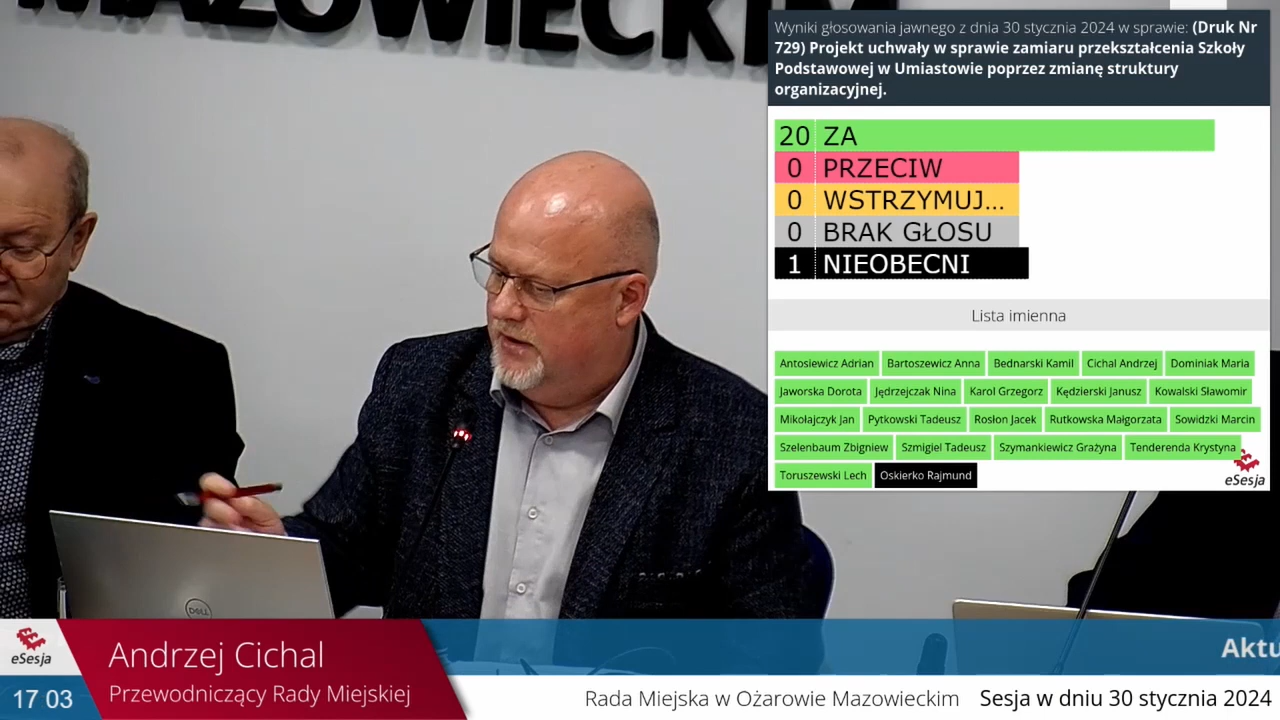 MAZOWIECKIM
Wyniki głosowania jawnego z dnia 30 stycznia 2024 w sprawie: (Druk Nr
729) Projekt uchwały w sprawie zamiaru przekształcenia Szkoły
Podstawowej w Umiastowie poprzez zmianę struktury
organizacyjnej.
20 ZA
0 PRZECIW
0 WSTRZYMUJ...
0 BRAK GŁOSU
1 NIEOBECNI
Lista imienna
Antosiewicz Adrian Bartoszewicz Anna Bednarski Kamil Cichal Andrzej Dominiak Maria
Jaworska Dorota Jędrzejczak Nina Karol Grzegorz Kędzierski Janusz Kowalski Sławomir
Mikołajczyk Jan Pytkowski Tadeusz Rosłon Jacek Rutkowska Małgorzata Sowidzki Marcin
Szelenbaum Zbigniew Szmigiel Tadeusz Szymankiewicz Grażyna Tenderenda Krystyna
Toruszewski Lech Oskierko Rajmund
eSesja
DELL
Aktu
eSesja
Andrzej Cichal
Przewodniczący Rady Miejskiej
17 03
Rada Miejska w Ożarowie Mazowieckim Sesja w dniu 30 stycznia 2024